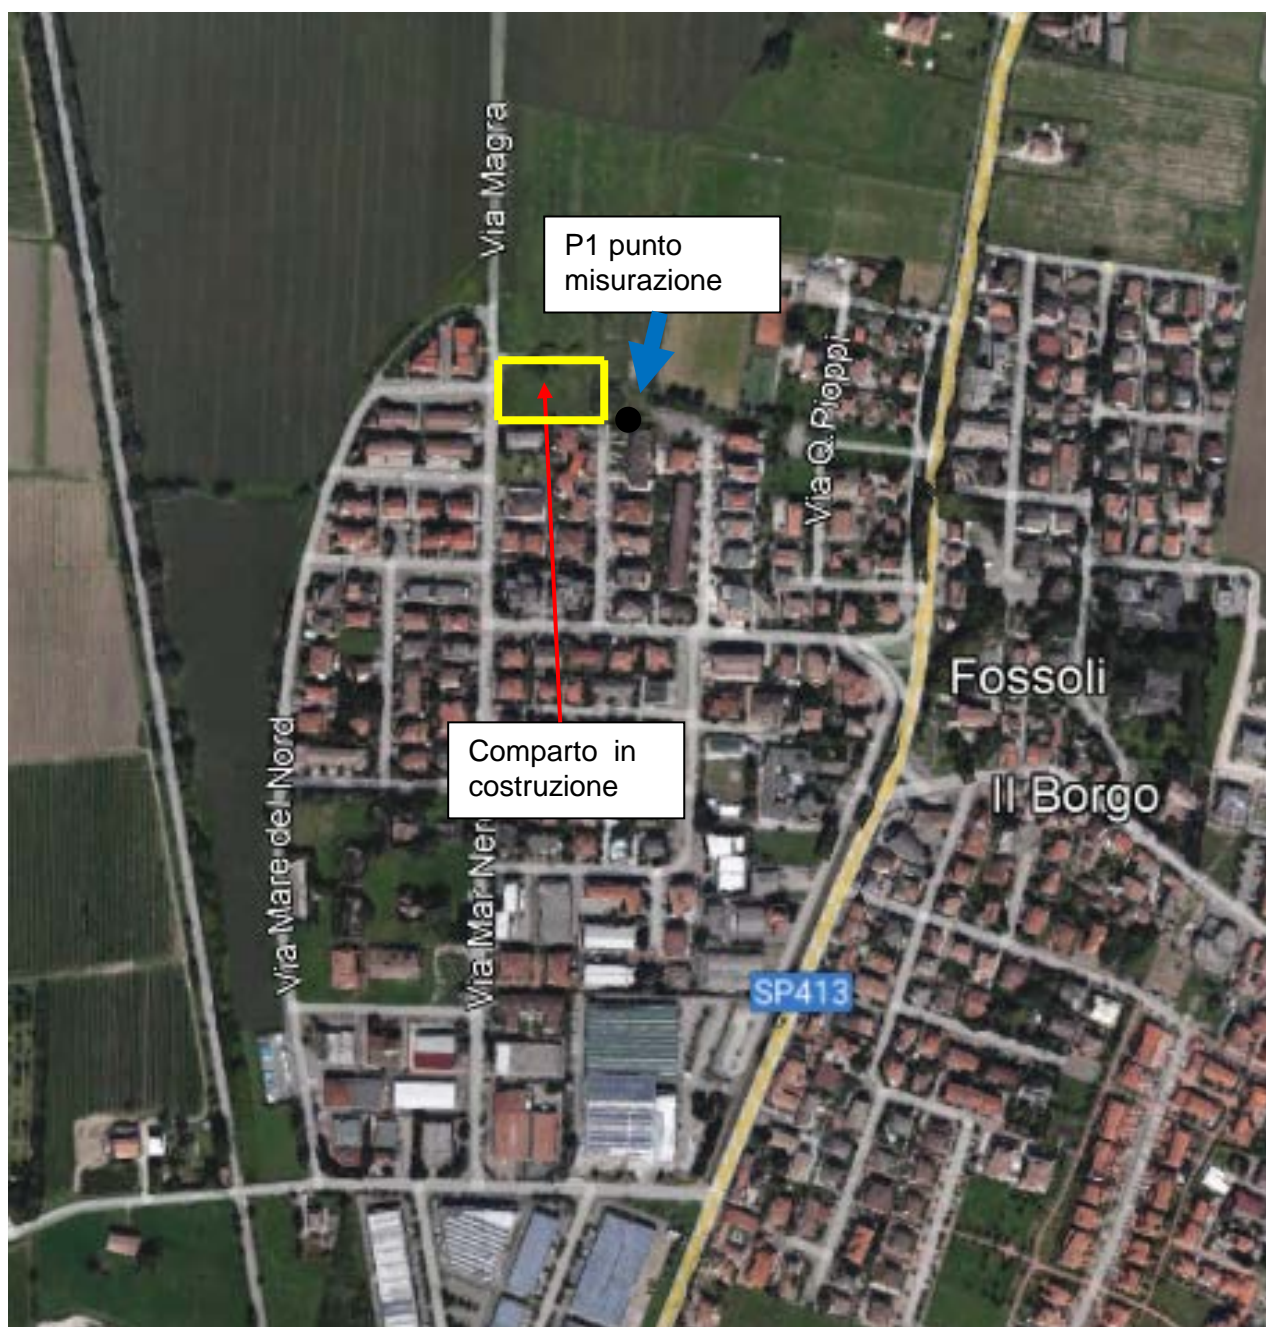 Via Magra
P1 punto
misurazione
Via Q. Pioppi
Fossoli
Comparto in
costruzione
Il Borgo
Via Mare del Nord
Via Mar Nero
SP413